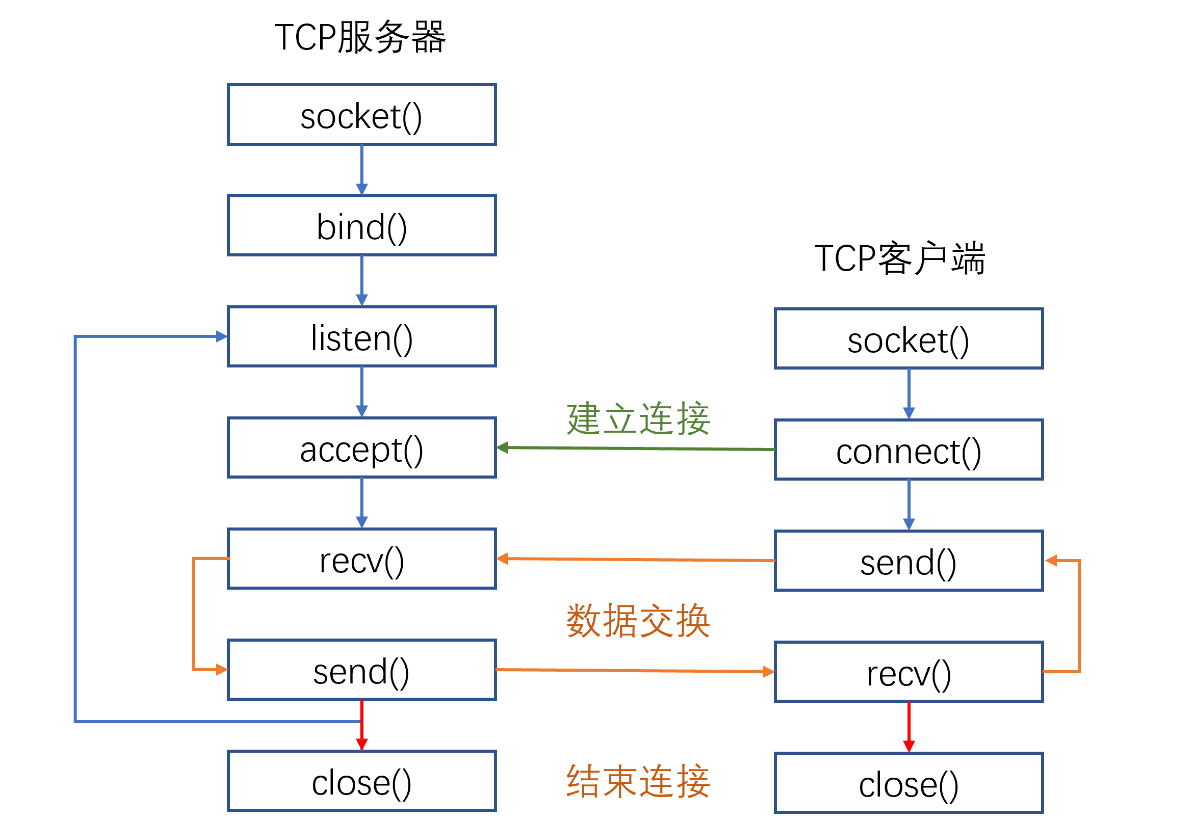 TCP服务器
socket()
bind()
listen()
accept()
recv()
send()
close()
建立连接
数据交换
结束连接
TCP客户端
socket()
connect()
send()
recv()
close()